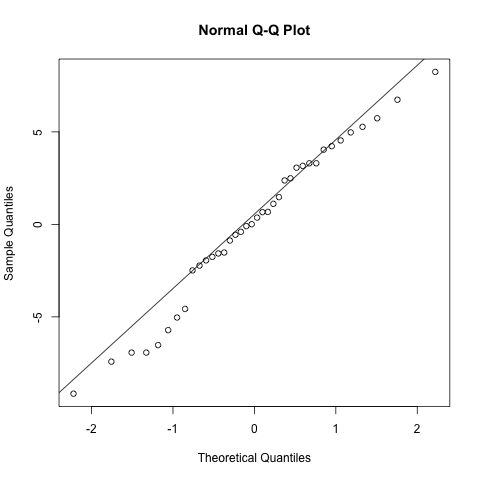 Normal Q-Q Plot
5
0
-5
Sample Quantiles
-2 -1 0 1 2
Theoretical Quantiles